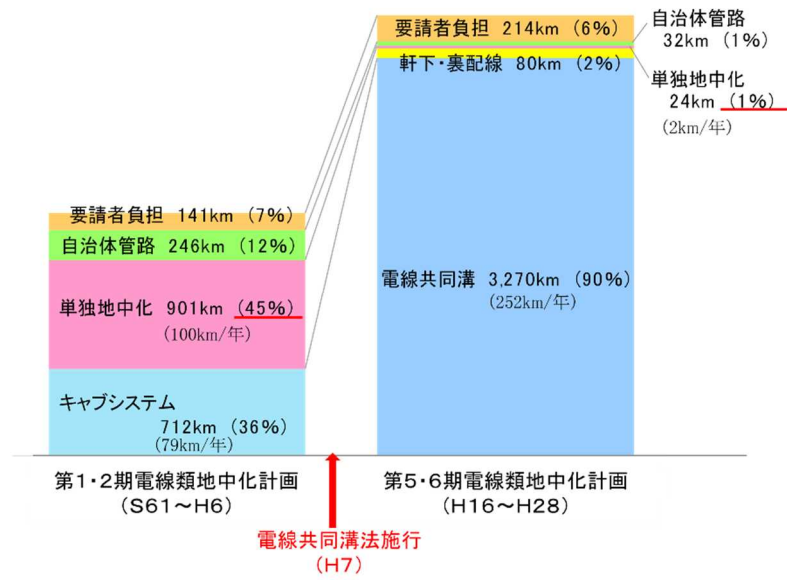 要請者負担 214km (6%)
自治体管路
32km (1%)
軒下・裏配線 80km (2%)
単独地中化
24km (1%)
(2km/年)
要請者負担 141km (7%)
自治体管路 246km (12%)
単独地中化 901km (45%)
(100km/年)
電線共同溝 3,270km (90%)
(252km/年)
キャブシステム
712km (36%)
(79km/年)
第1・2期電線類地中化計画
(S61～H6)
第5・6期電線類地中化計画
(H16～H28)
電線共同溝法施行
(H7)